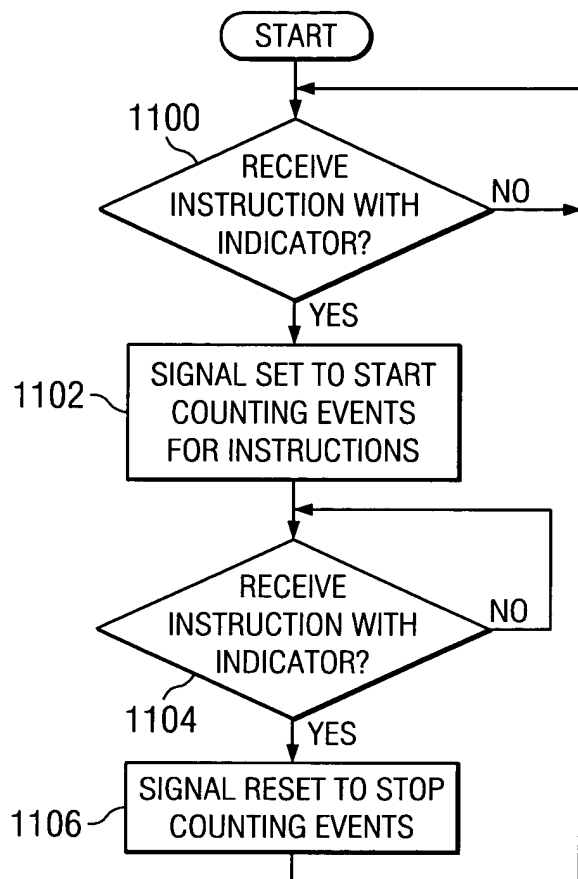 START
1100
RECEIVE
INSTRUCTION WITH
INDICATOR?
NO
YES
1102
SIGNAL SET TO START
COUNTING EVENTS
FOR INSTRUCTIONS
RECEIVE
INSTRUCTION WITH
INDICATOR?
NO
1104
YES
1106
SIGNAL RESET TO STOP
COUNTING EVENTS